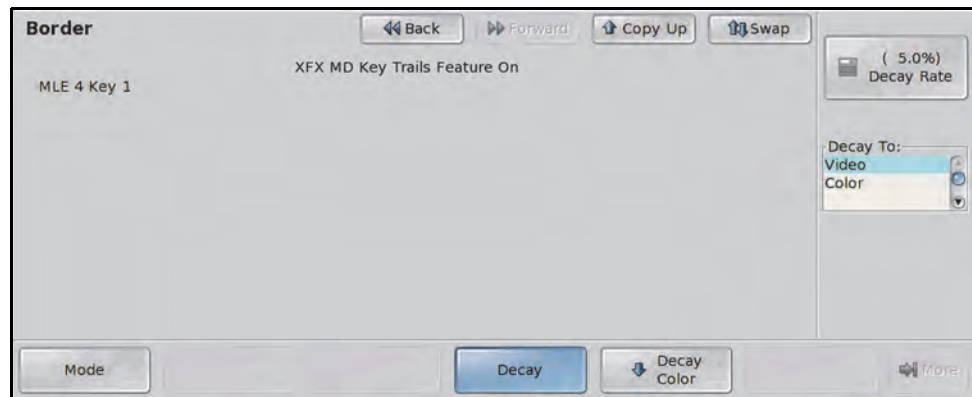 Border
Back
Forward
Copy Up
Swap
( 5.0%)
Decay Rate
XFX MD Key Trails Feature On
MLE 4 Key 1
Decay To:
Video
Color
Mode
Decay
Decay
Color
More